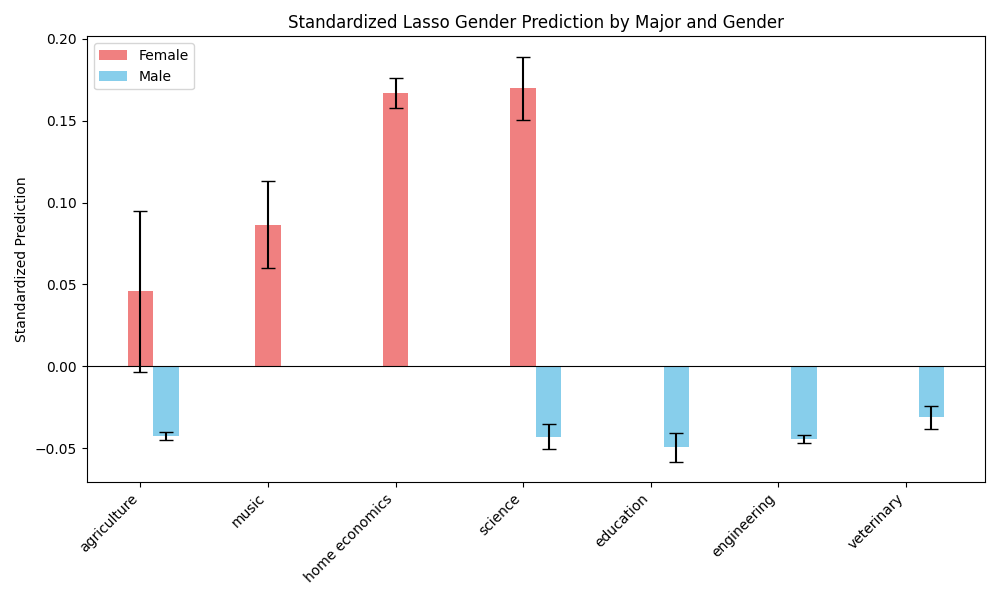 Standardized Lasso Gender Prediction by Major and Gender
Female
Male
Standardized Prediction
0.20
0.15
0.10
0.05
0.00
−0.05
agriculture
music
home economics
science
education
engineering
veterinary